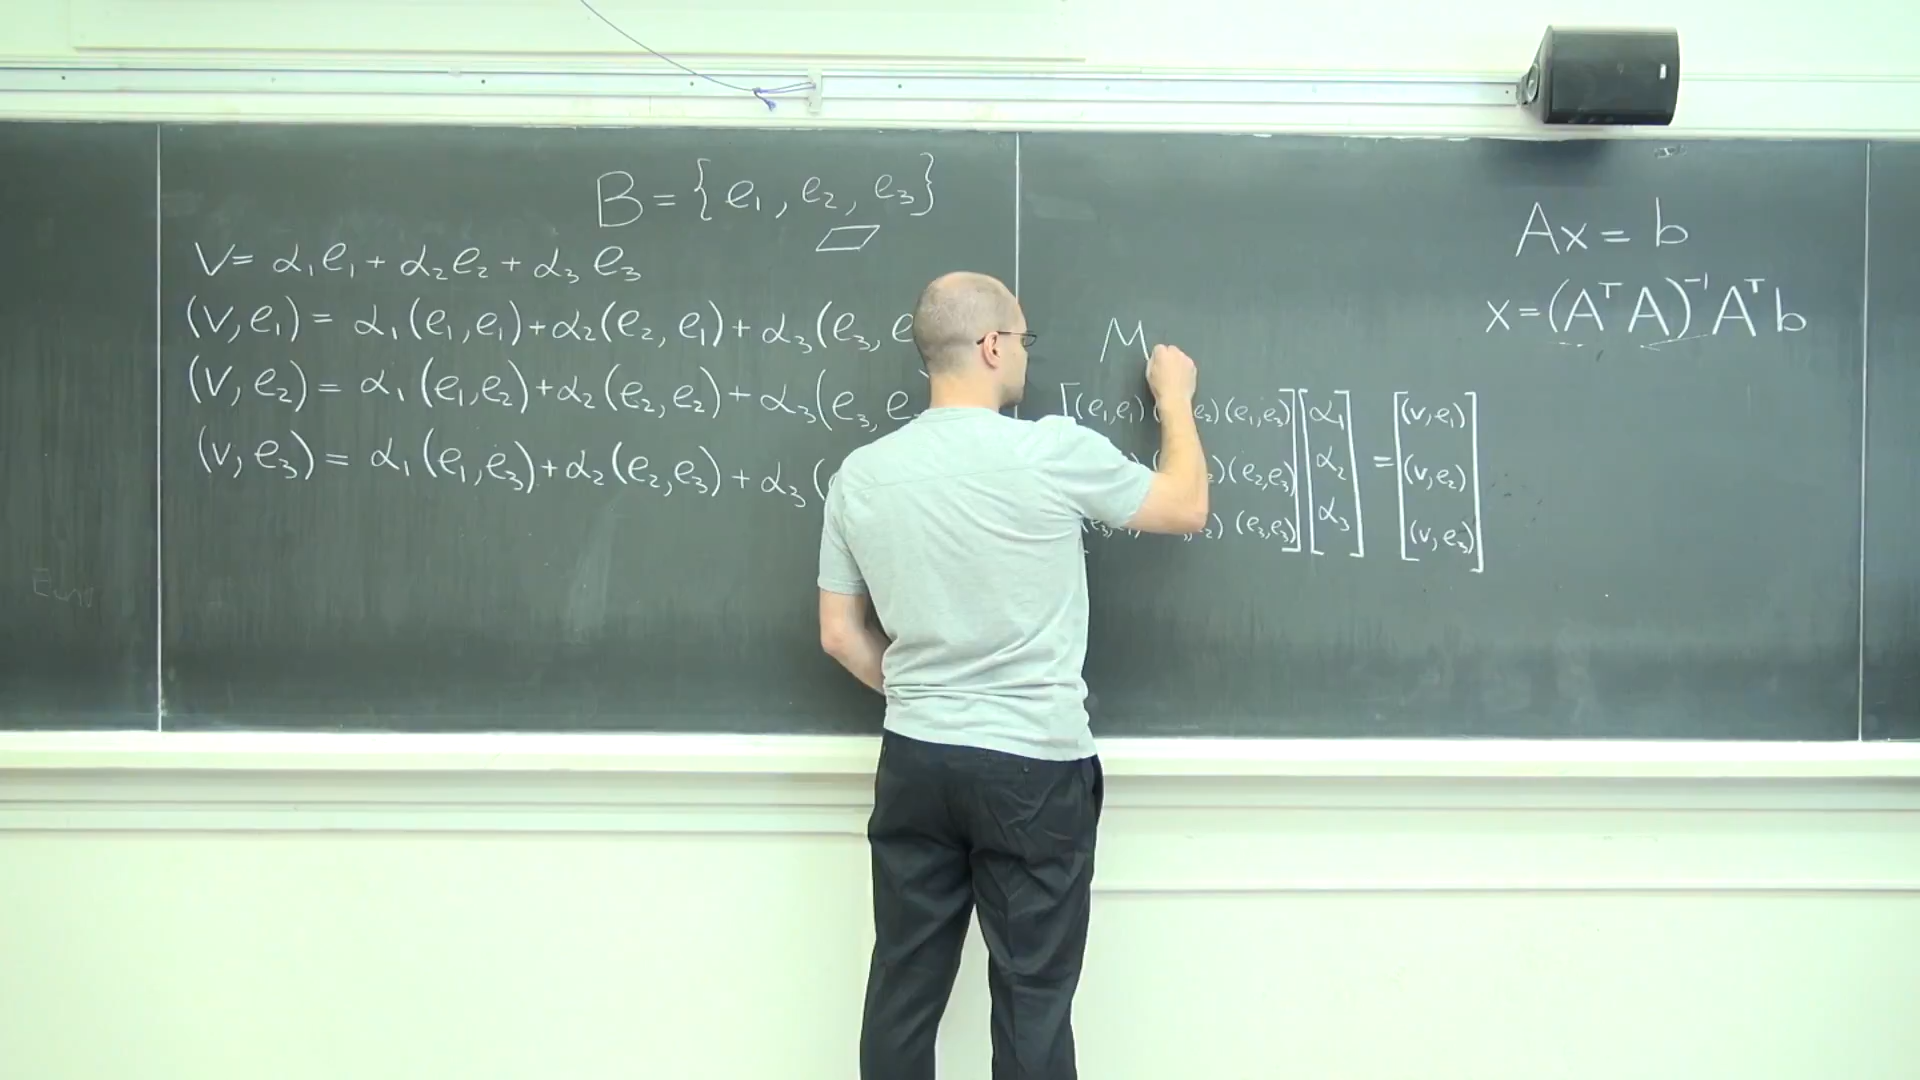 B = {e₁, e₂, e₃}
V = α₁e₁ + α₂e₂ + α₃e₃
(v, e₁) = α₁(e₁, e₁) + α₂(e₂, e₁) + α₃(e₃, e
(v, e₂) = α₁(e₁, e₂) + α₂(e₂, e₂) + α₃(e₃, e
(v, e₃) = α₁(e₁, e₃) + α₂(e₂, e₃) + α₃(
M
[(e₁, e₁) ( e₂) (e₁, e₃)] [α₁] [(v, e₁)]
₂) (e₂, e₃) α₂ = (v, e₂)
(e₃, e₃) α₃ (v, e₃)
Ax = b
x = (AᵀA)⁻¹Aᵀb